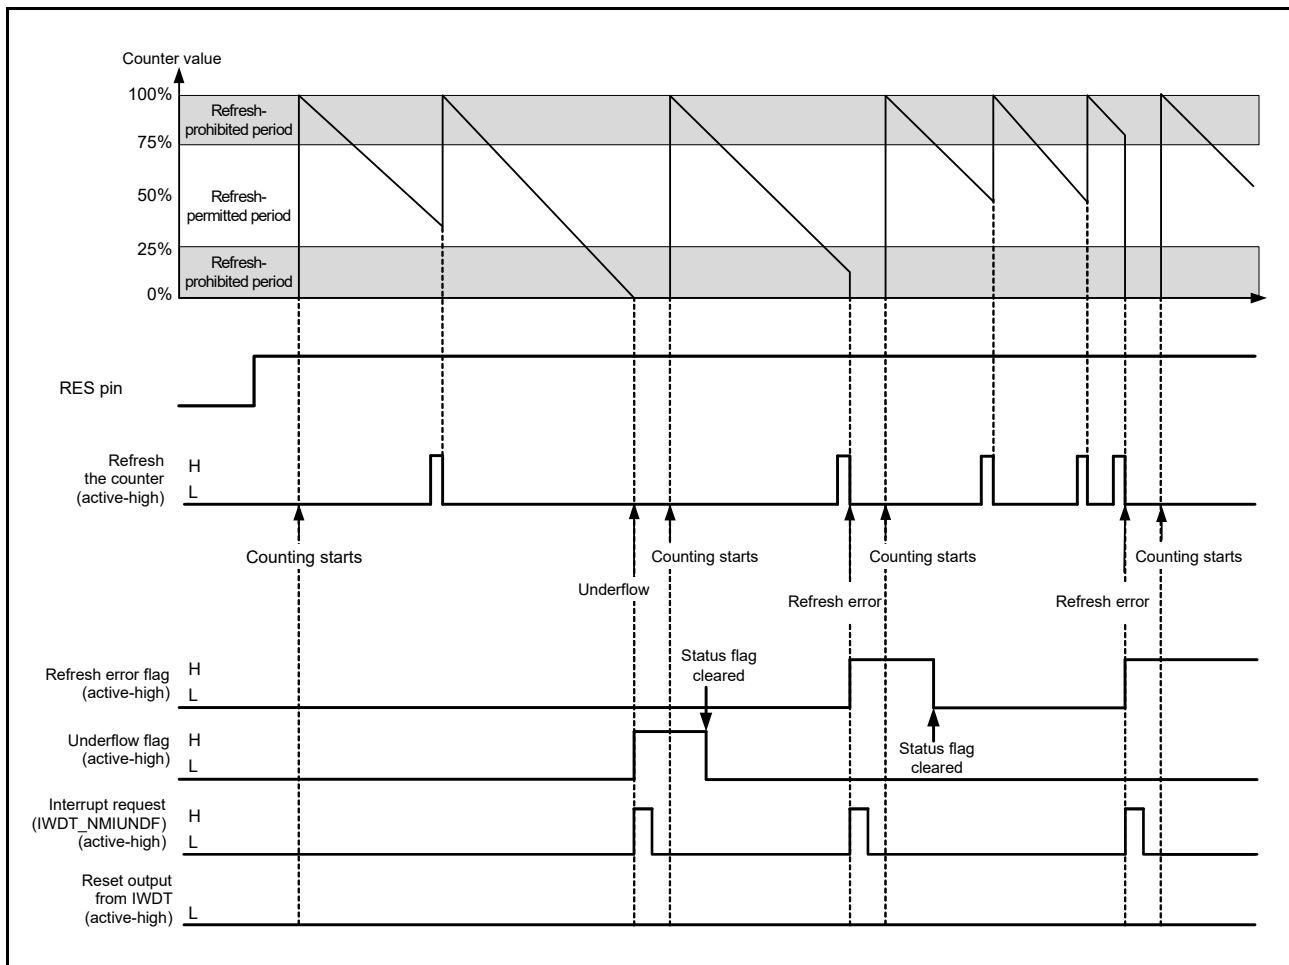 Counter value
100%
Refresh-
prohibited period
75%
50%
Refresh-
permitted period
25%
Refresh-
prohibited period
0%
RES pin
Refresh
the counter
(active-high)
H
L
Counting starts
Counting starts
Counting starts
Counting starts
Underflow
Refresh error
Refresh error
Refresh error flag
(active-high)
H
L
Status flag
cleared
Underflow flag
(active-high)
H
L
Status flag
cleared
Interrupt request
(IWDT_NMIUNDF)
(active-high)
H
L
Reset output
from IWDT
(active-high)
L